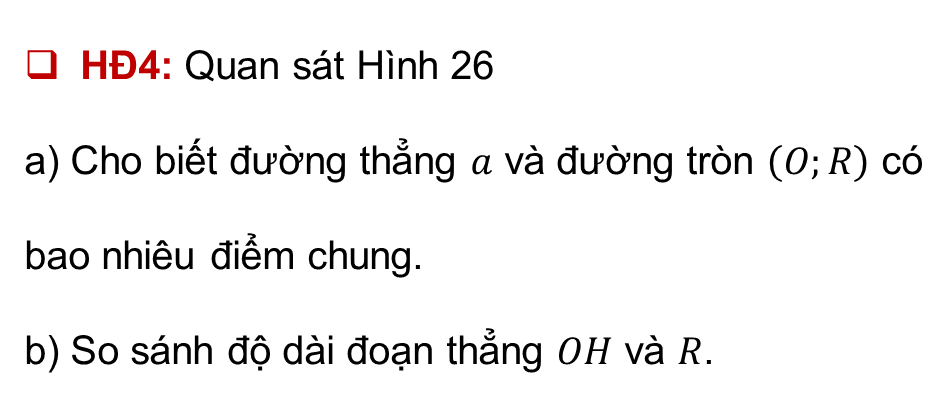 ❑ HĐ4: Quan sát Hình 26
a) Cho biết đường thẳng a và đường tròn (O; R) có
bao nhiêu điểm chung.
b) So sánh độ dài đoạn thẳng OH và R.